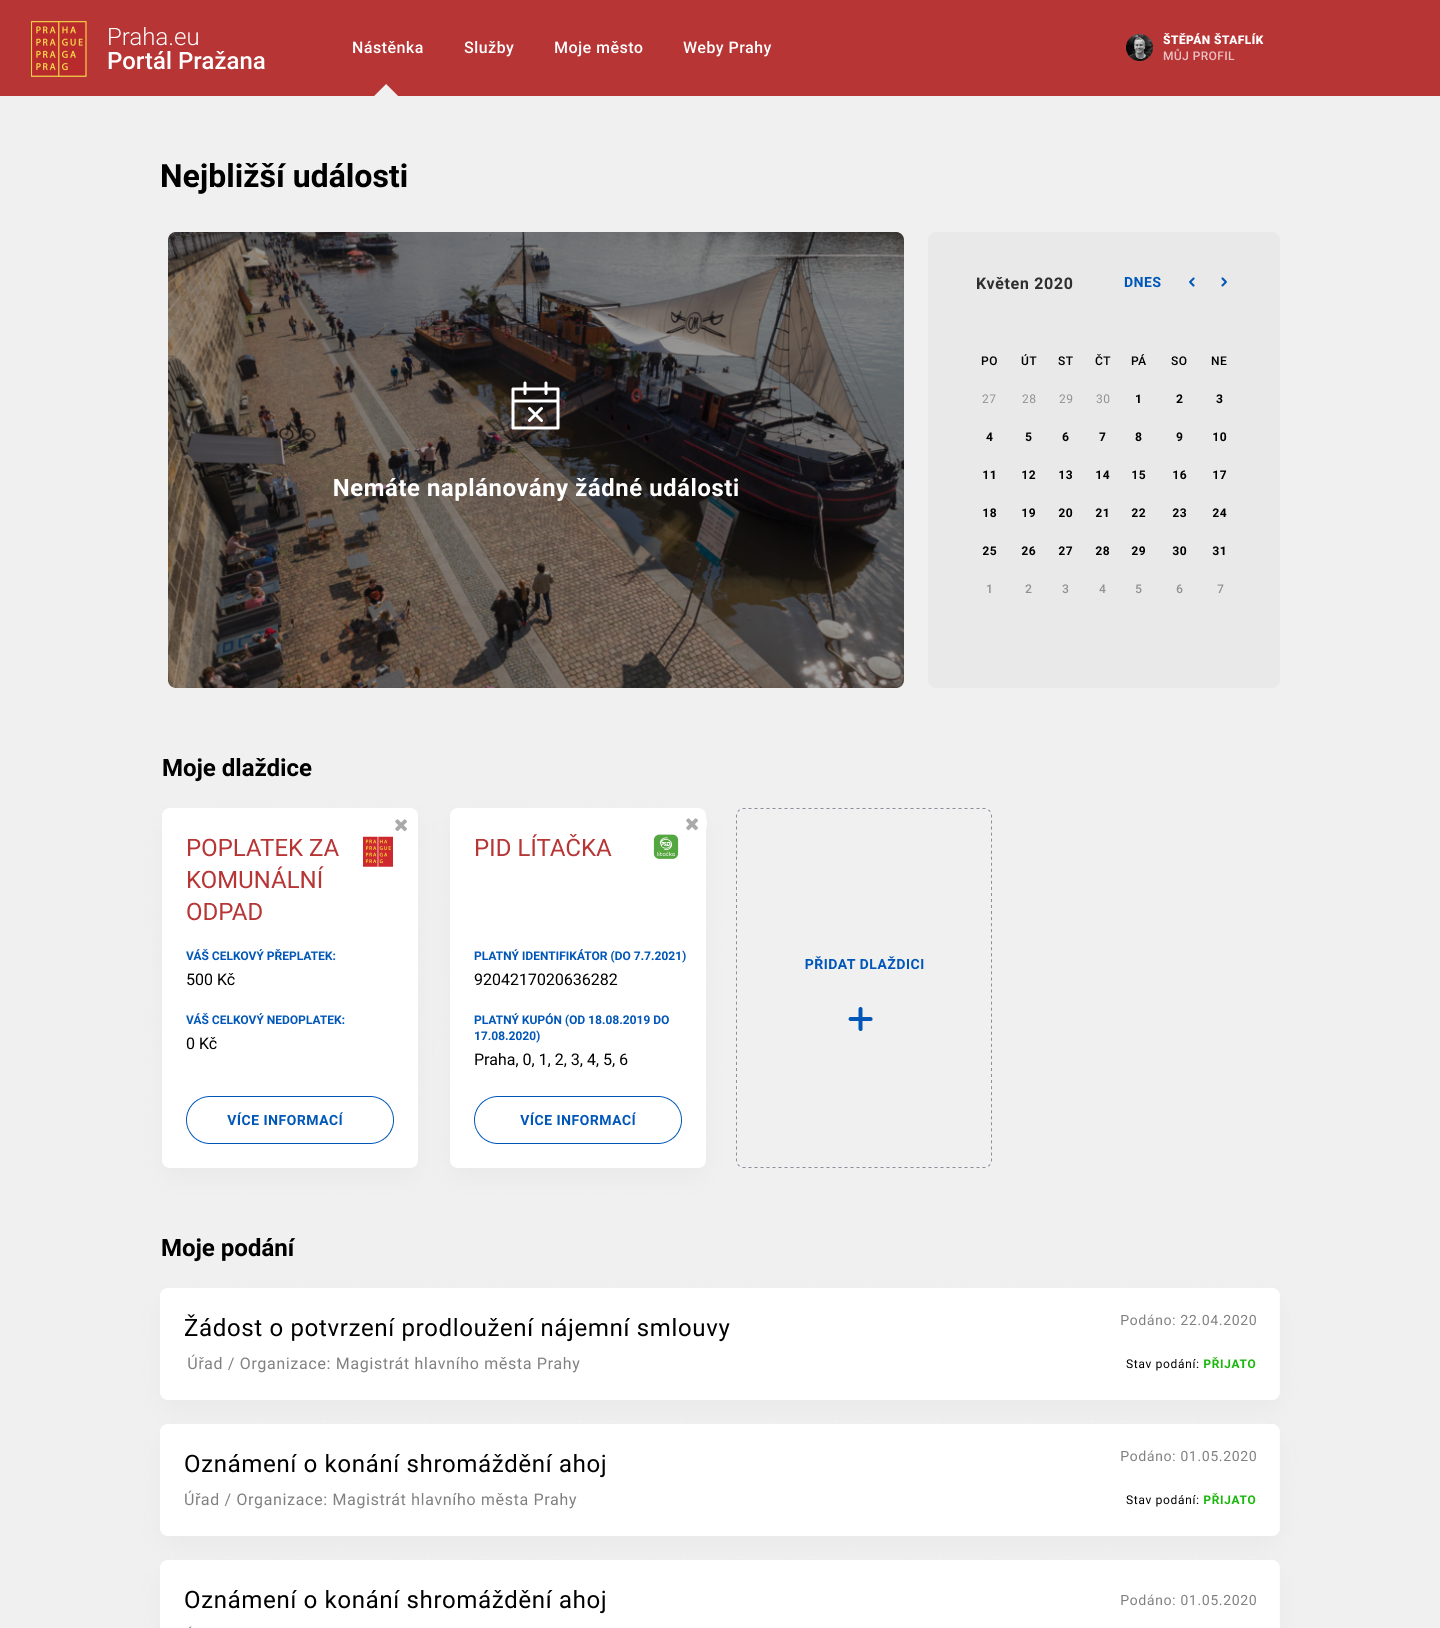 PRAHA
PRAGUE
PRAGA
PRAG
Praha.eu
Portál Pražana
Nástěnka
Služby
Moje město
Weby Prahy
ŠTĚPÁN ŠTAFLÍK
MŮJ PROFIL
Nejbližší události
Nemáte naplánovány žádné události
Květen 2020
DNES
PO ÚT ST ČT PÁ SO NE
27 28 29 30 1 2 3
4 5 6 7 8 9 10
11 12 13 14 15 16 17
18 19 20 21 22 23 24
25 26 27 28 29 30 31
1 2 3 4 5 6 7
Moje dlaždice
POPLATEK ZA
KOMUNÁLNÍ
ODPAD
PRAHA
PRAGUE
PRAGA
PRAG
VÁŠ CELKOVÝ PŘEPLATEK:
500 Kč
VÁŠ CELKOVÝ NEDOPLATEK:
0 Kč
VÍCE INFORMACÍ
PID LÍTAČKA
PLATNÝ IDENTIFIKÁTOR (DO 7.7.2021)
9204217020636282
PLATNÝ KUPÓN (OD 18.08.2019 DO
17.08.2020)
Praha, 0, 1, 2, 3, 4, 5, 6
VÍCE INFORMACÍ
PŘIDAT DLAŽDICI
Moje podání
Žádost o potvrzení prodloužení nájemní smlouvy
Podáno: 22.04.2020
Úřad / Organizace: Magistrát hlavního města Prahy
Stav podání: PŘIJATO
Oznámení o konání shromáždění ahoj
Podáno: 01.05.2020
Úřad / Organizace: Magistrát hlavního města Prahy
Stav podání: PŘIJATO
Oznámení o konání shromáždění ahoj
Podáno: 01.05.2020